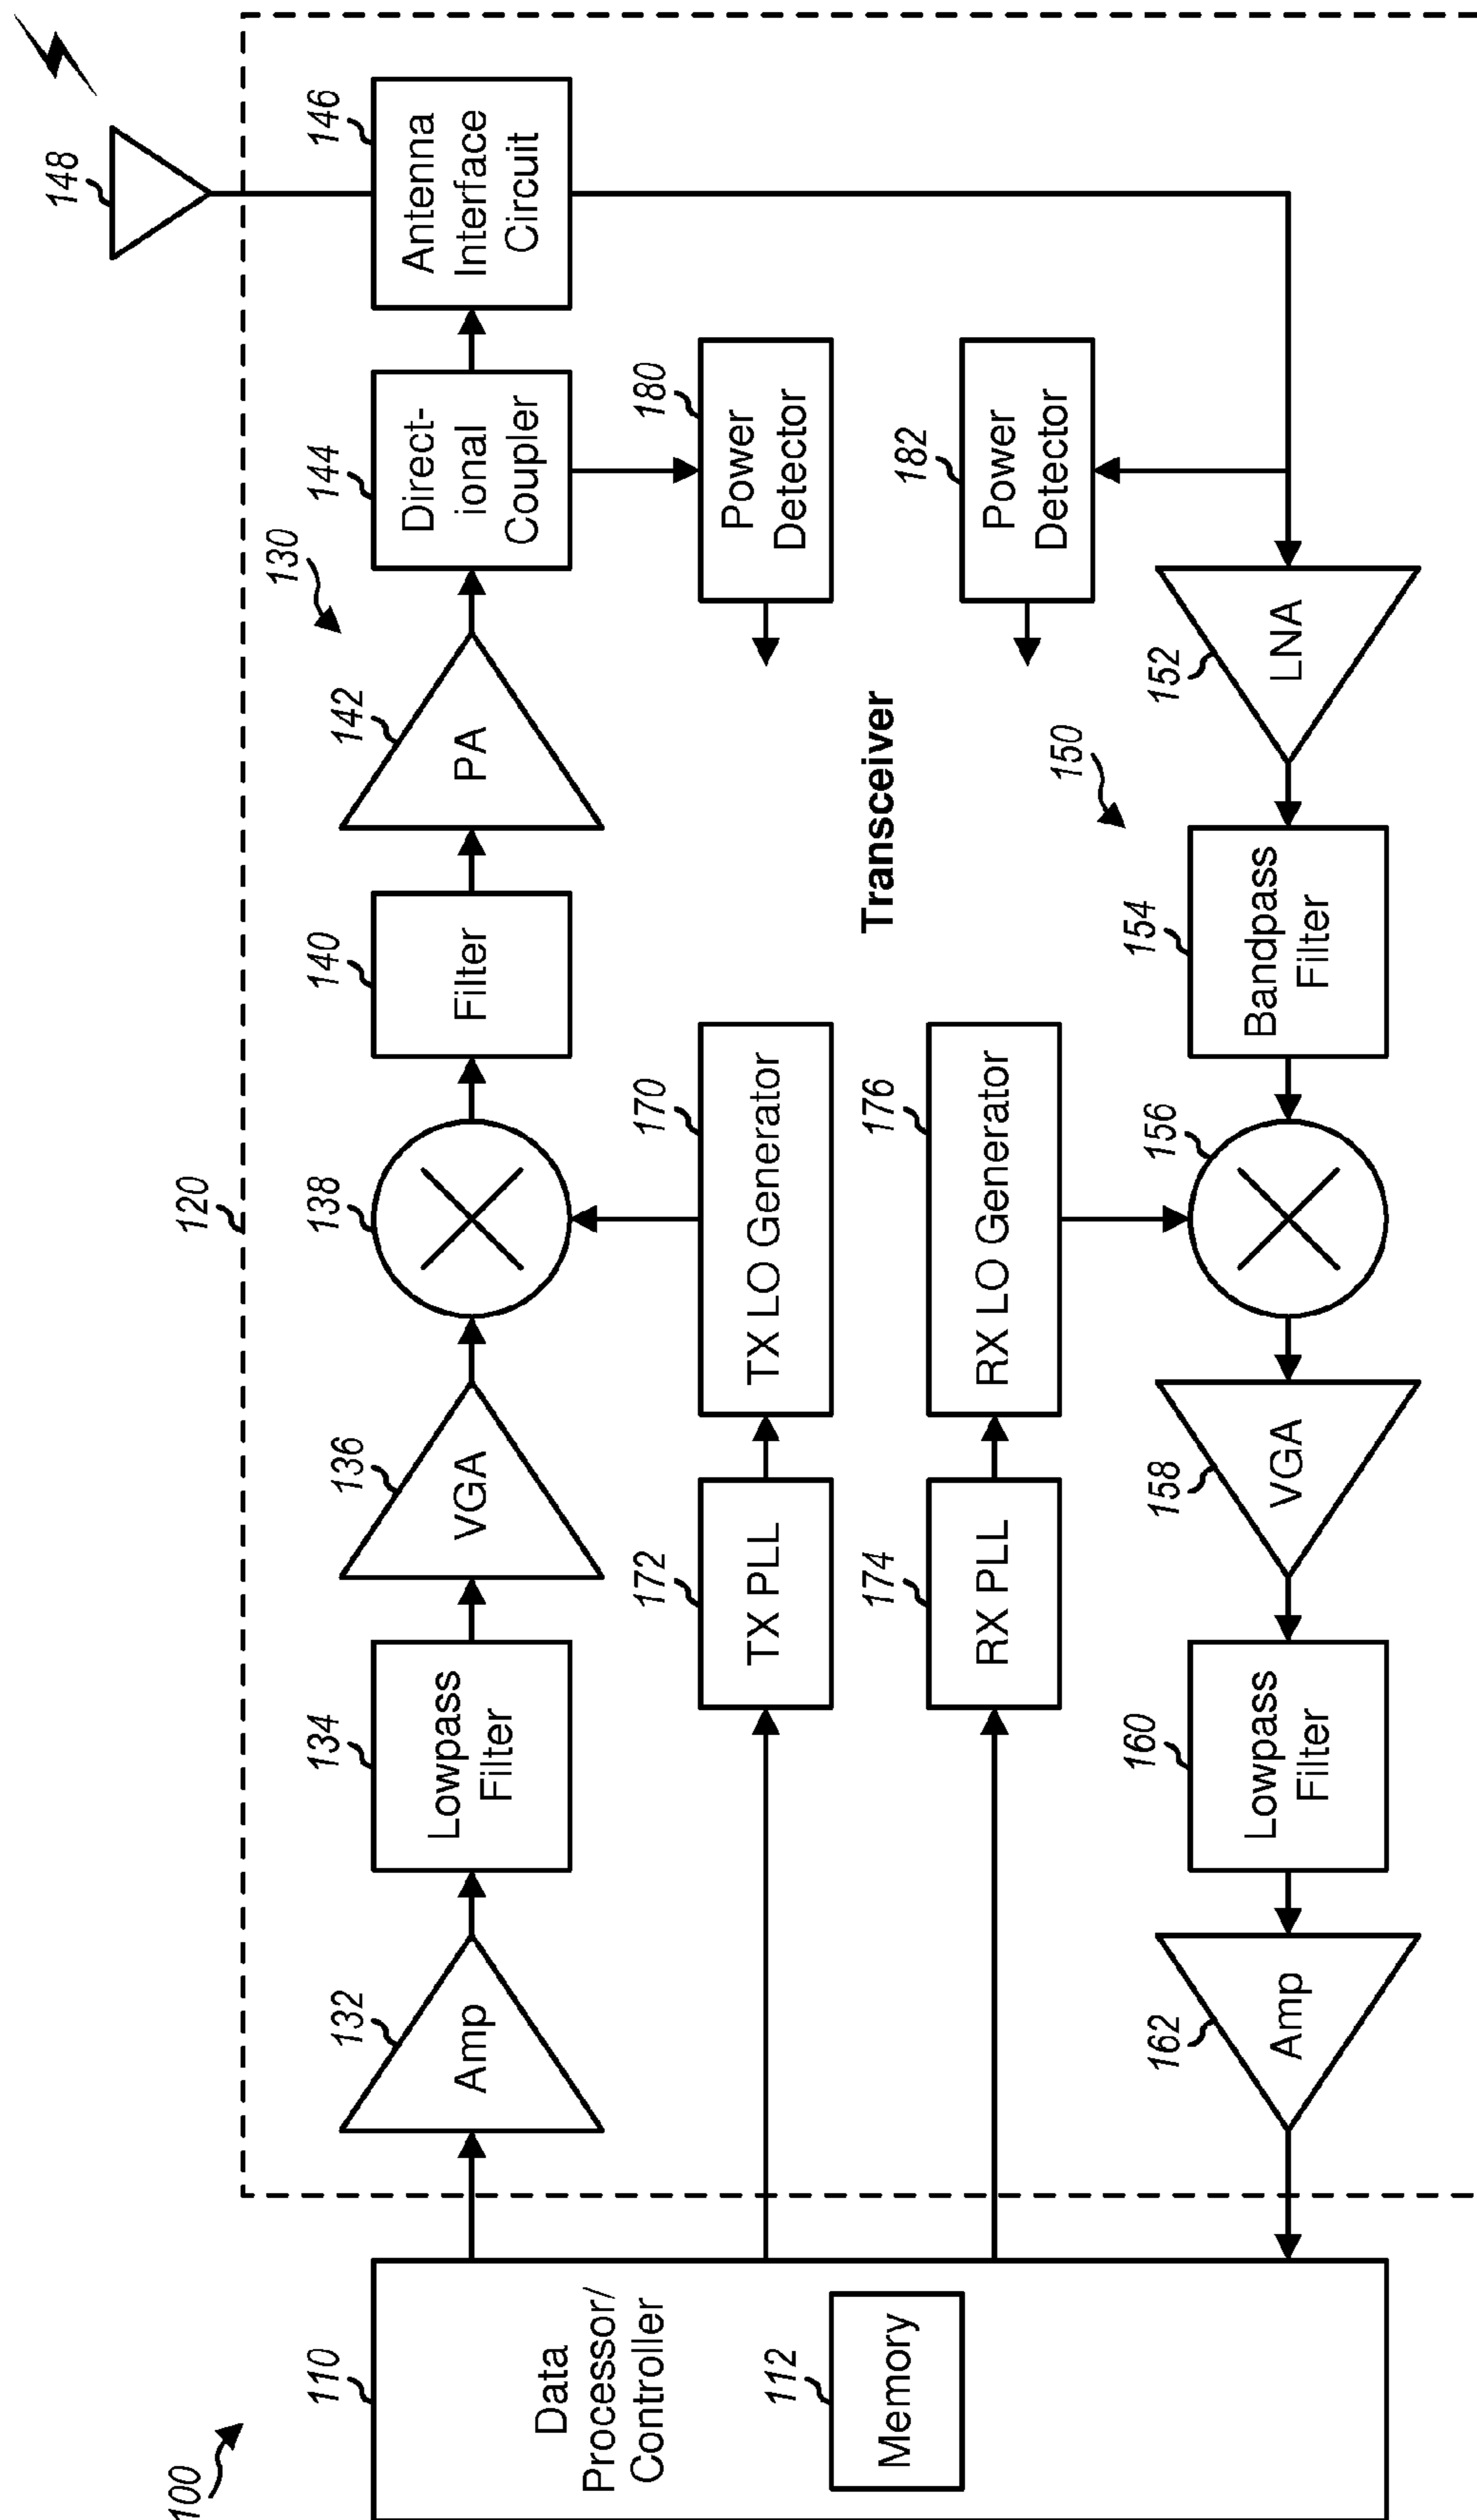 100
110
Data
Processor/
Controller
112
Memory
120
130
132
Amp
134
Lowpass
Filter
136
VGA
138
140
Filter
142
PA
144
Direct-
ional
Coupler
146
Antenna
Interface
Circuit
148
172
TX PLL
170
TX LO Generator
180
Power
Detector
Transceiver
174
RX PLL
176
RX LO Generator
182
Power
Detector
150
162
Amp
160
Lowpass
Filter
158
VGA
156
154
Bandpass
Filter
152
LNA